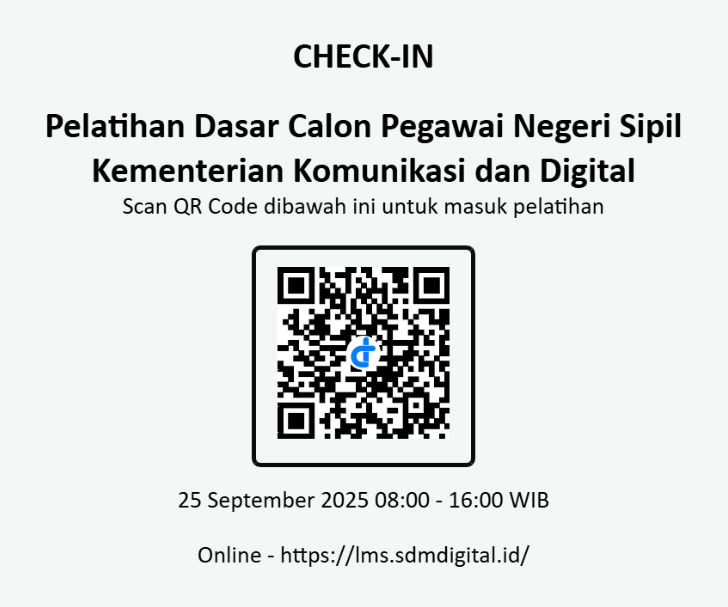 CHECK-IN
Pelatihan Dasar Calon Pegawai Negeri Sipil
Kementerian Komunikasi dan Digital
Scan QR Code dibawah ini untuk masuk pelatihan
25 September 2025 08:00 - 16:00 WIB
Online - https://lms.sdmdigital.id/